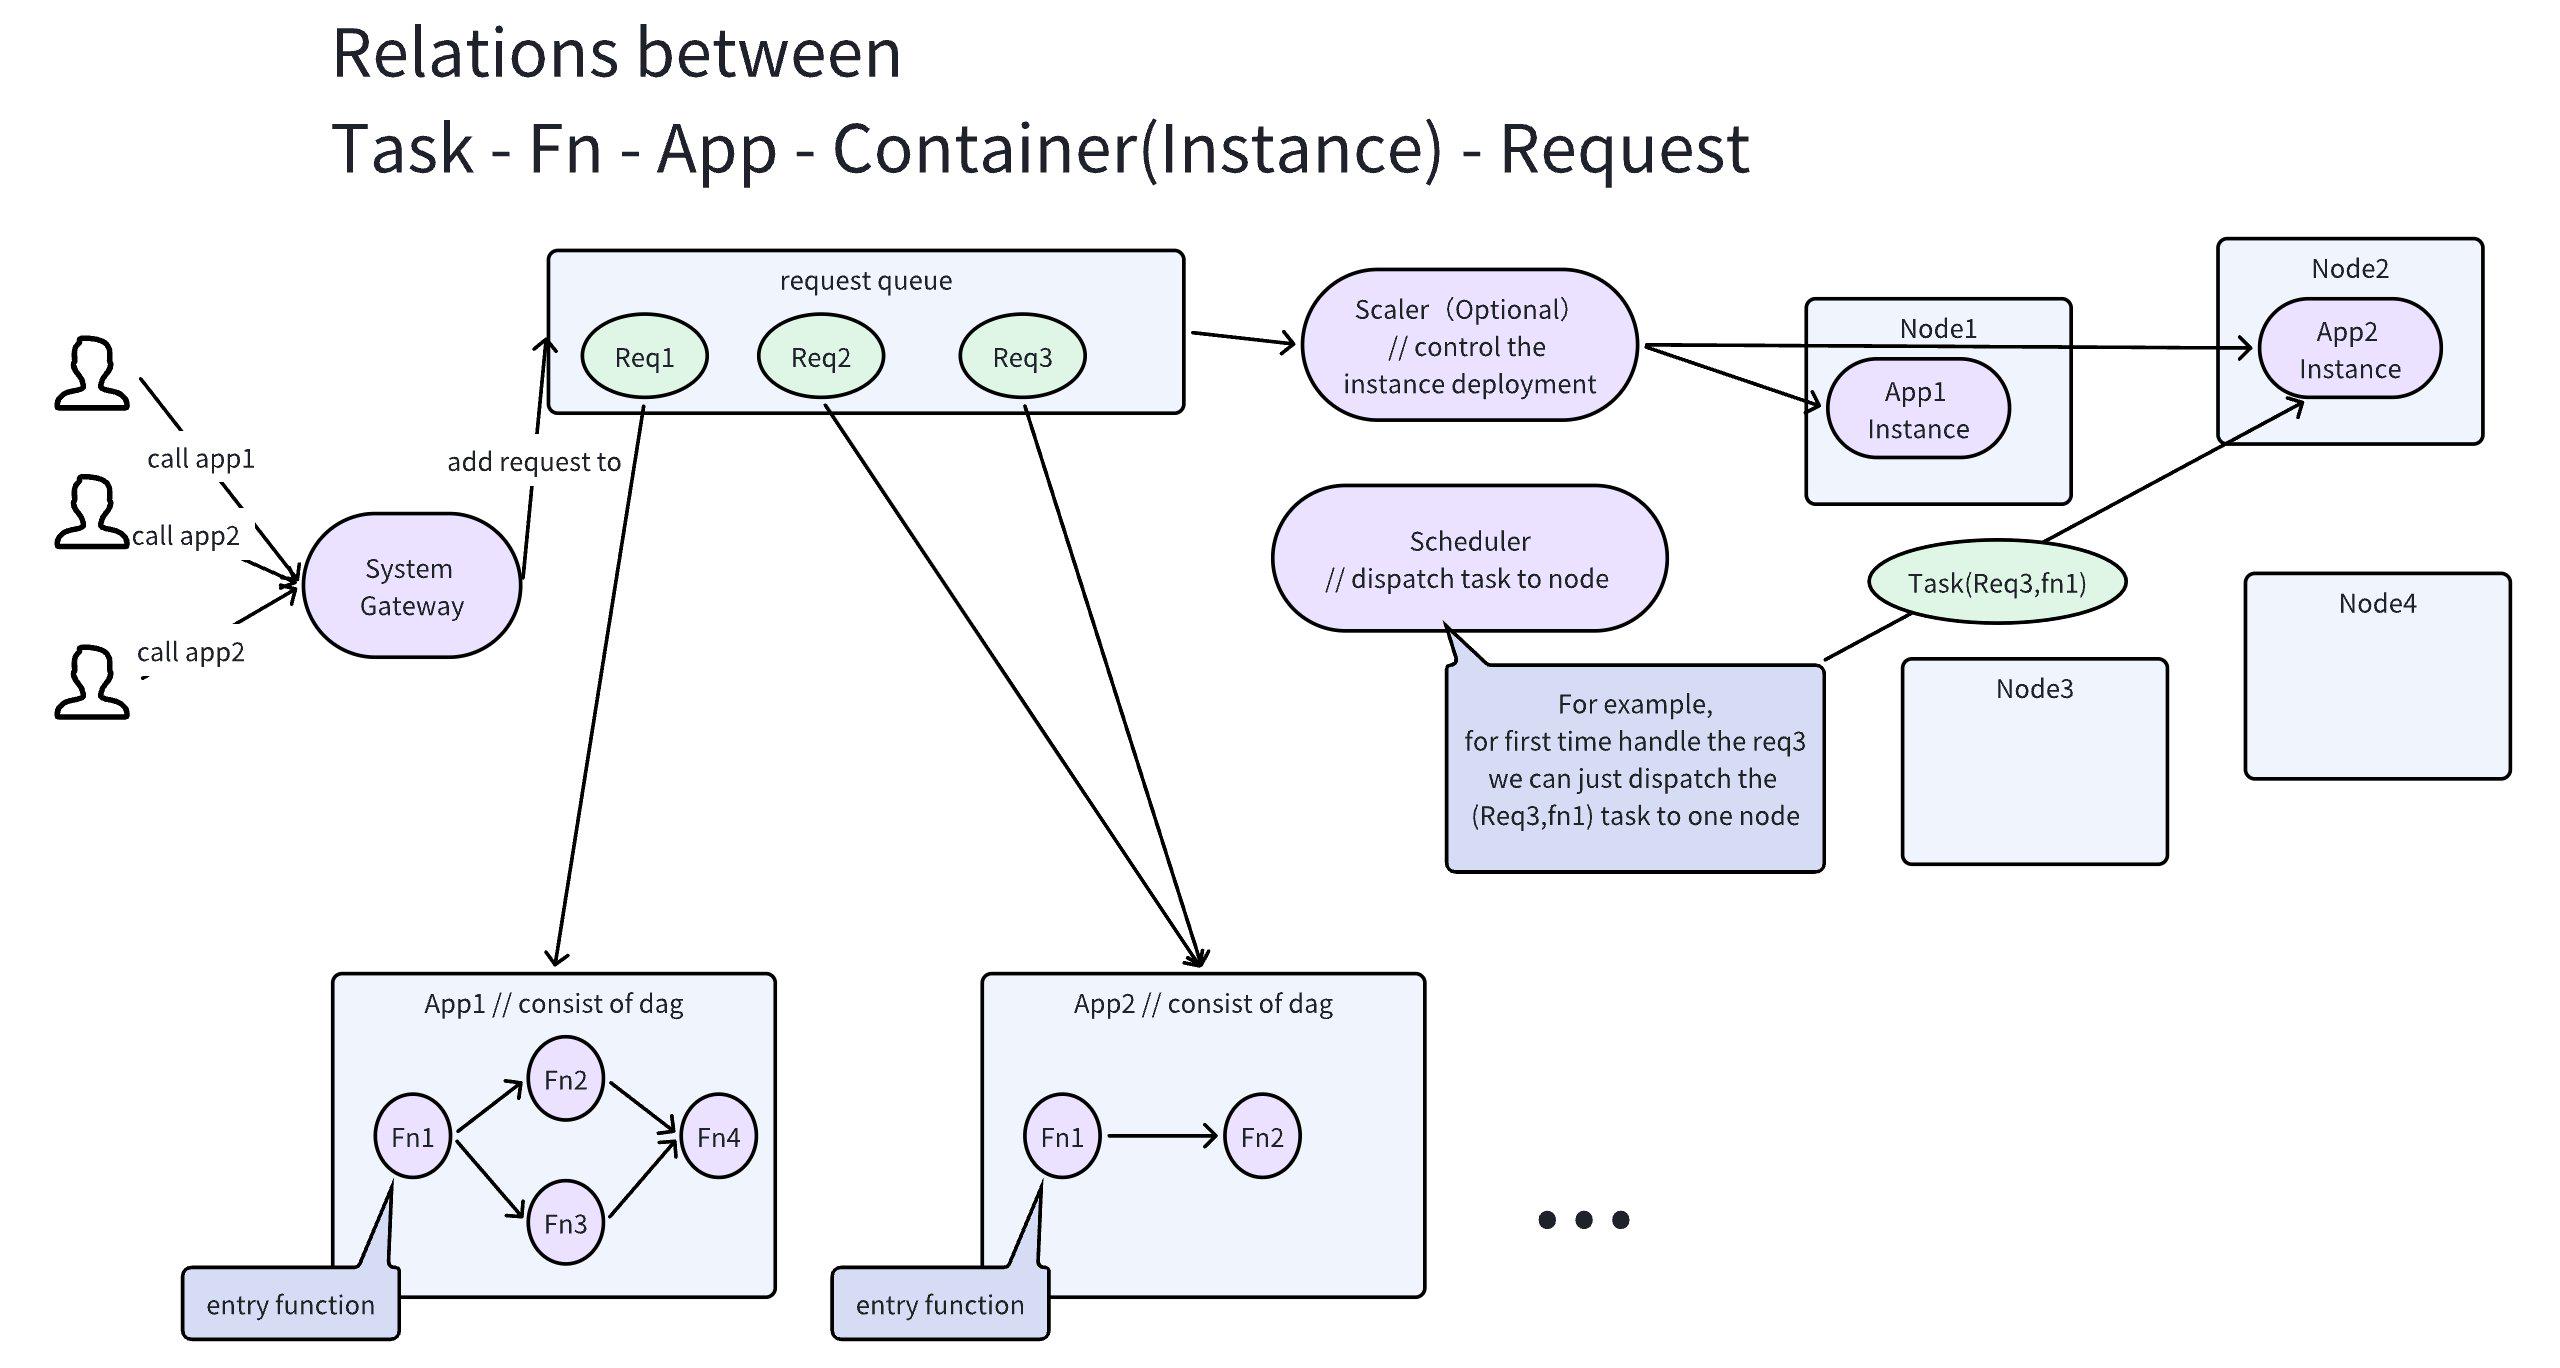 Relations between
Task - Fn - App - Container(Instance) - Request
request queue
Req1
Req2
Req3
Scaler（Optional）
// control the
instance deployment
Node1
App1
Instance
Node2
App2
Instance
call app1
call app2
call app2
System
Gateway
add request to
Scheduler
// dispatch task to node
Task(Req3,fn1)
For example,
for first time handle the req3
we can just dispatch the
(Req3,fn1) task to one node
Node3
Node4
App1 // consist of dag
Fn1
Fn2
Fn3
Fn4
entry function
App2 // consist of dag
Fn1
Fn2
entry function
•••